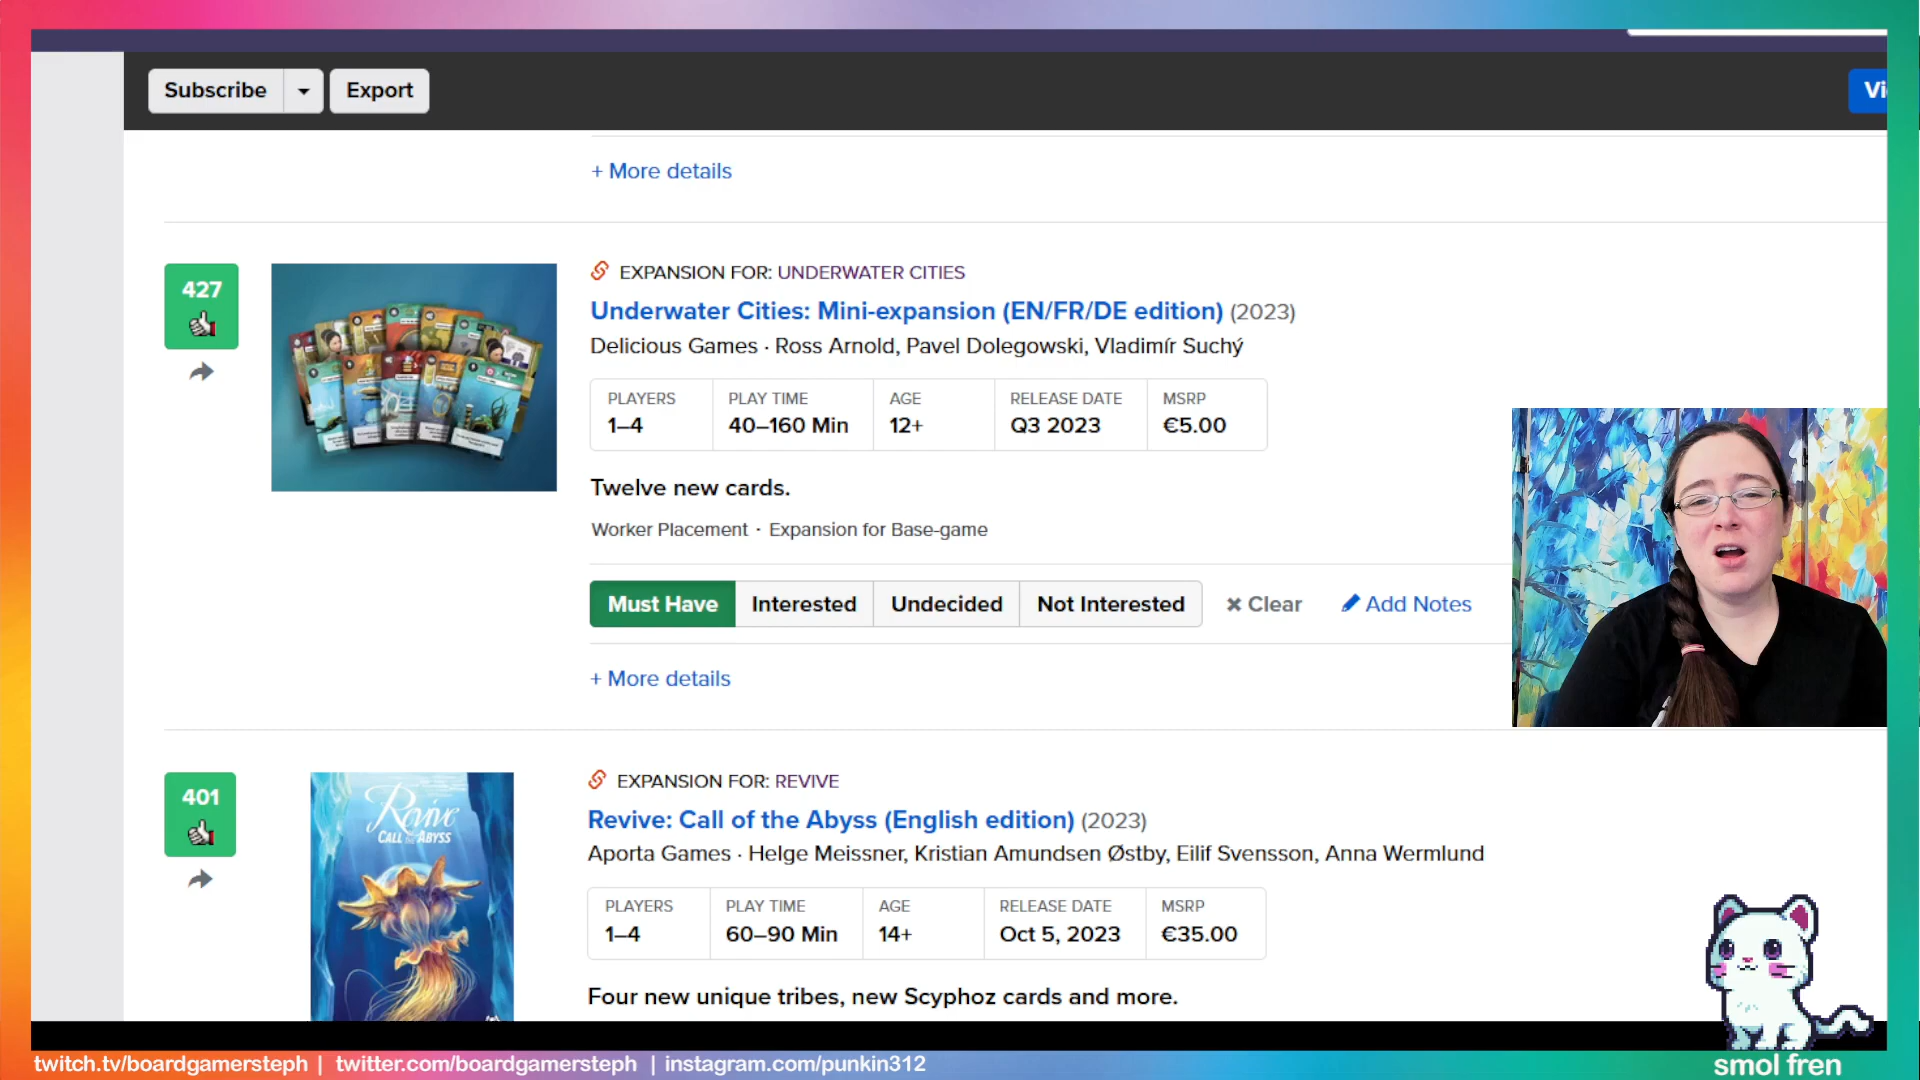 Subscribe
Export
+ More details
427
EXPANSION FOR: UNDERWATER CITIES
Underwater Cities: Mini-expansion (EN/FR/DE edition) (2023)
Delicious Games · Ross Arnold, Pavel Dolegowski, Vladimír Suchý
PLAYERS PLAY TIME AGE RELEASE DATE MSRP
1–4 40–160 Min 12+ Q3 2023 €5.00
Twelve new cards.
Worker Placement · Expansion for Base-game
Must Have Interested Undecided Not Interested Clear Add Notes
+ More details
401
Revive
CALL of the ABYSS
EXPANSION FOR: REVIVE
Revive: Call of the Abyss (English edition) (2023)
Aporta Games · Helge Meissner, Kristian Amundsen Østby, Eilif Svensson, Anna Wermlund
PLAYERS PLAY TIME AGE RELEASE DATE MSRP
1–4 60–90 Min 14+ Oct 5, 2023 €35.00
Four new unique tribes, new Scyphoz cards and more.
twitch.tv/boardgamersteph | twitter.com/boardgamersteph | instagram.com/punkin312
smol fren